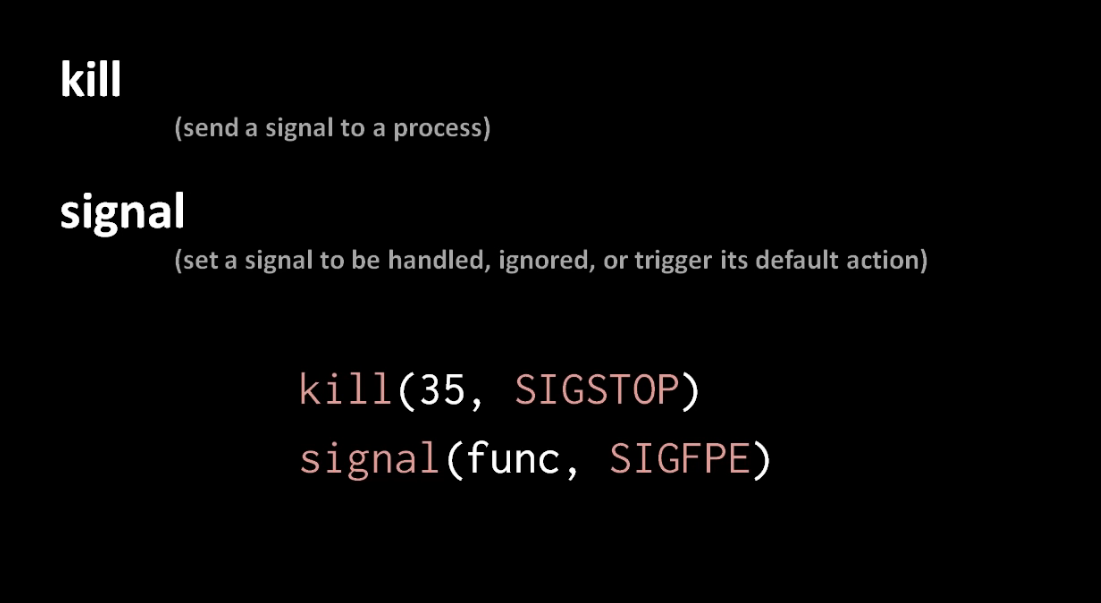 kill
(send a signal to a process)
signal
(set a signal to be handled, ignored, or trigger its default action)
kill(35, SIGSTOP)
signal(func, SIGFPE)